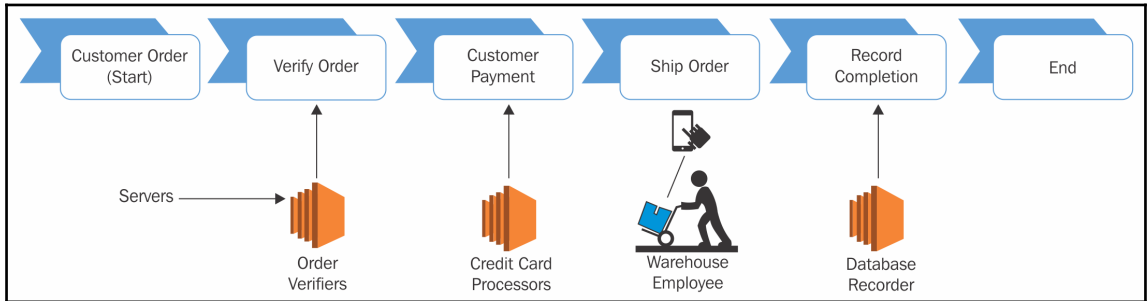 Customer Order
(Start)
Verify Order
Customer
Payment
Ship Order
Record
Completion
End
Servers
Order
Verifiers
Credit Card
Processors
Warehouse
Employee
Database
Recorder